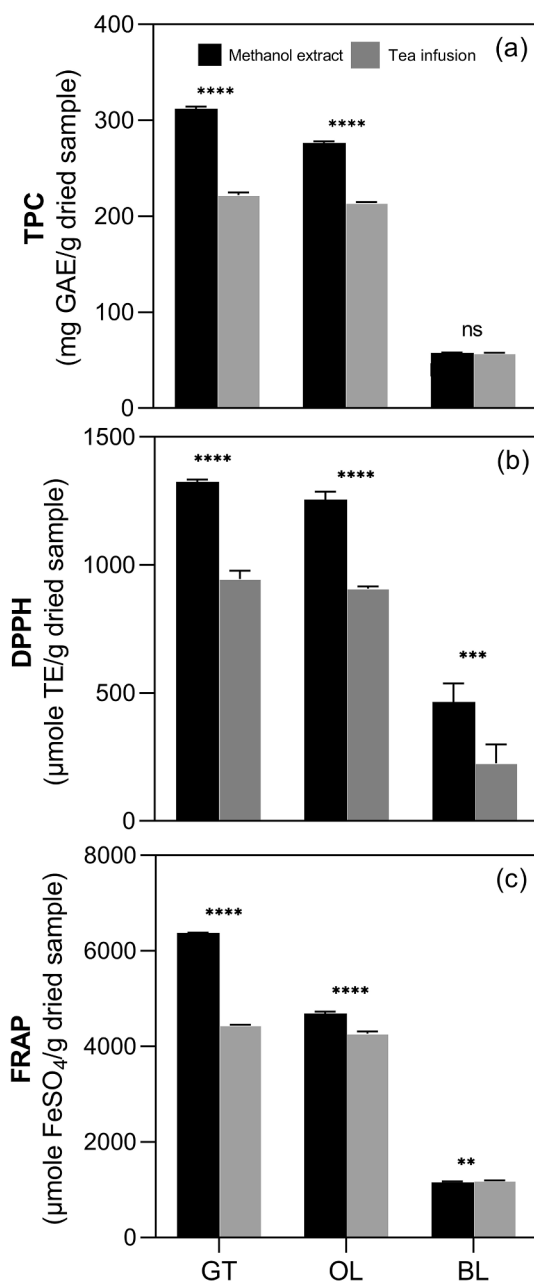 400
(a)
Methanol extract
Tea infusion
****
****
300
200
100
ns
0
TPC
(mg GAE/g dried sample)
1500
(b)
****
****
1000
***
500
0
DPPH
(µmole TE/g dried sample)
8000
(c)
****
6000
****
4000
2000
**
0
FRAP
(µmole FeSO4/g dried sample)
GT
OL
BL